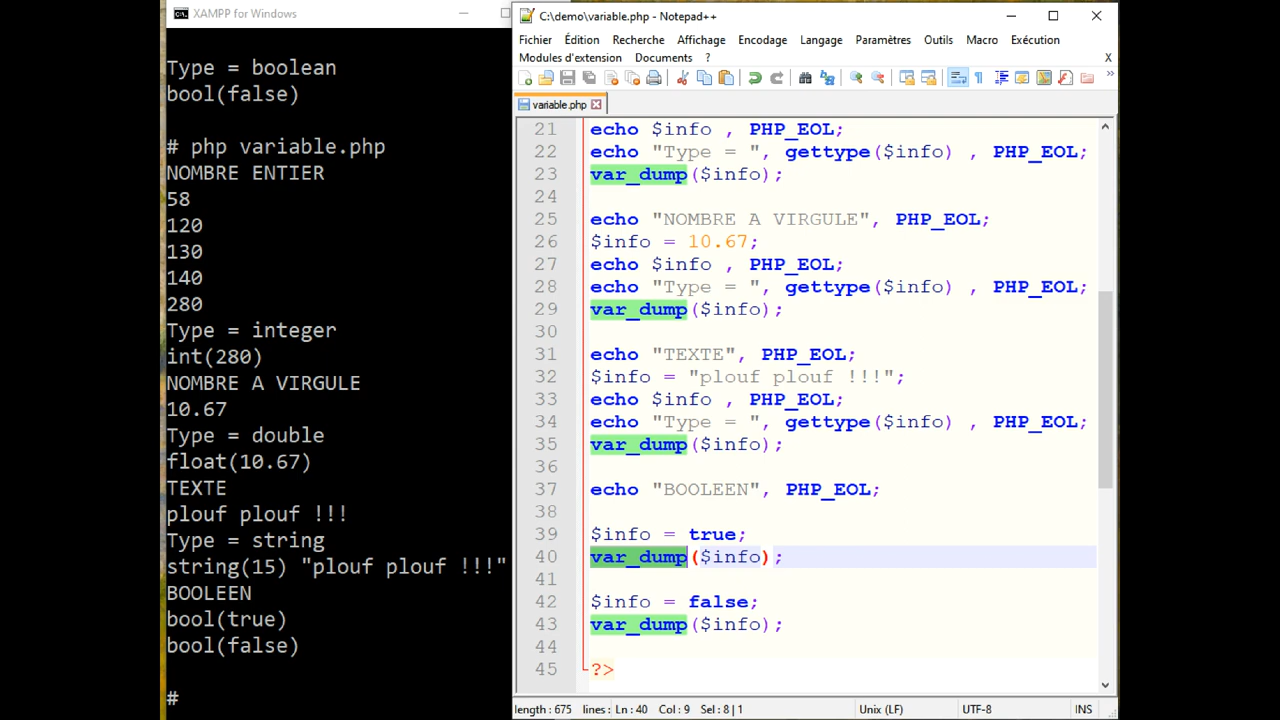 XAMPP for Windows
Type = boolean
bool(false)
# php variable.php
NOMBRE ENTIER
58
120
130
140
280
Type = integer
int(280)
NOMBRE A VIRGULE
10.67
Type = double
float(10.67)
TEXTE
plouf plouf !!!
Type = string
string(15) "plouf plouf !!!"
BOOLEEN
bool(true)
bool(false)
#
C:\demo\variable.php - Notepad++
Fichier Édition Recherche Affichage Encodage Langage Paramètres Outils Macro Exécution
Modules d'extension Documents ? X
variable.php
21 echo $info , PHP_EOL;
22 echo "Type = ", gettype($info) , PHP_EOL;
23 var_dump($info);
24
25 echo "NOMBRE A VIRGULE", PHP_EOL;
26 $info = 10.67;
27 echo $info , PHP_EOL;
28 echo "Type = ", gettype($info) , PHP_EOL;
29 var_dump($info);
30
31 echo "TEXTE", PHP_EOL;
32 $info = "plouf plouf !!!";
33 echo $info , PHP_EOL;
34 echo "Type = ", gettype($info) , PHP_EOL;
35 var_dump($info);
36
37 echo "BOOLEEN", PHP_EOL;
38
39 $info = true;
40 var_dump($info);
41
42 $info = false;
43 var_dump($info);
44
45 ?>
length : 675 lines : Ln : 40 Col : 9 Sel : 8 | 1 Unix (LF) UTF-8 INS